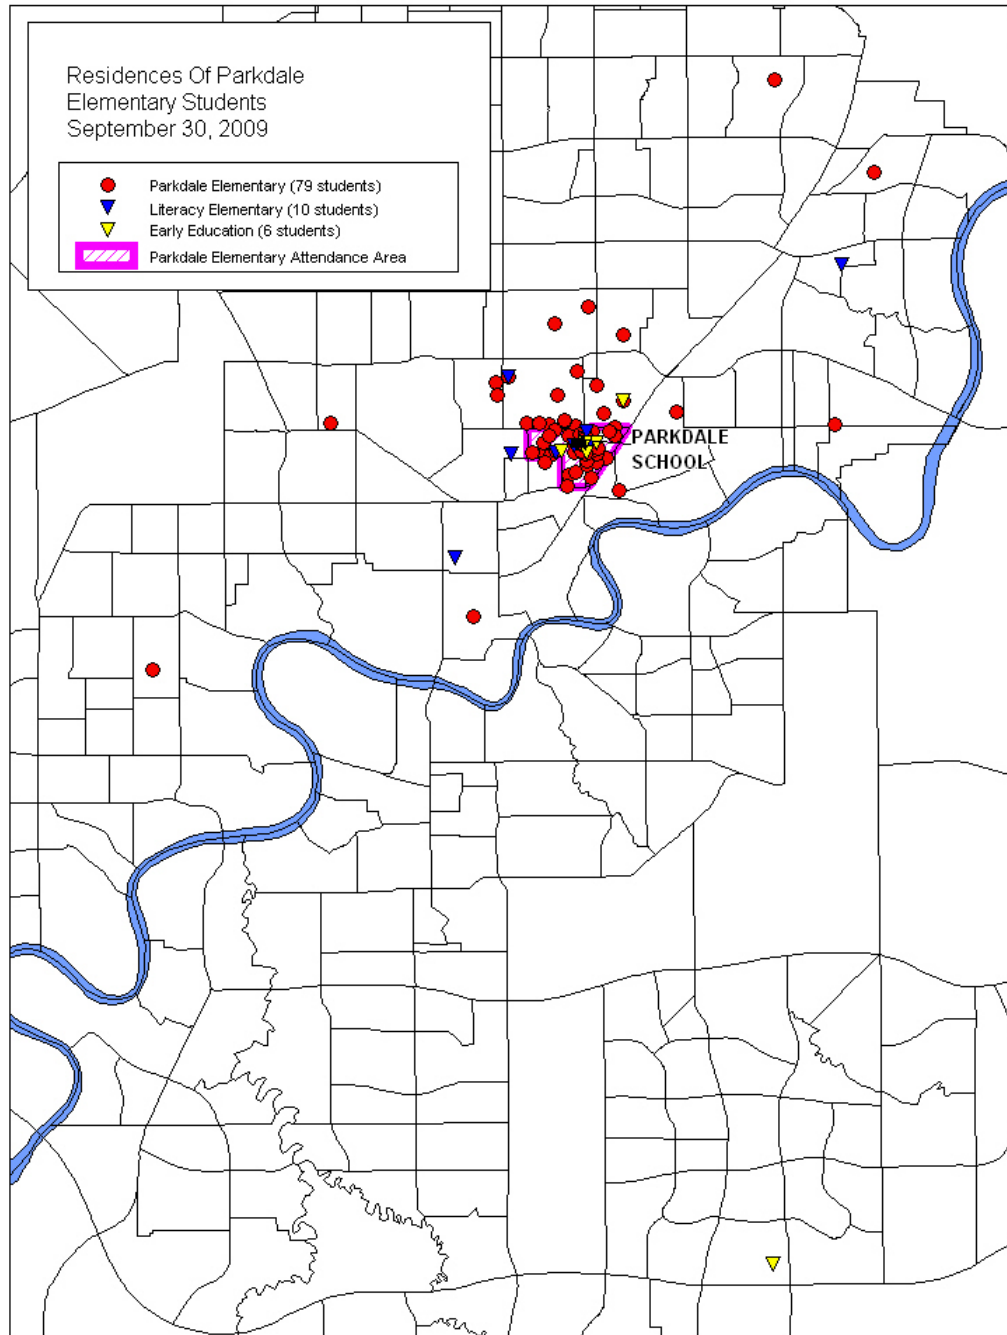 Residences Of Parkdale
Elementary Students
September 30, 2009
Parkdale Elementary (79 students)
Literacy Elementary (10 students)
Early Education (6 students)
Parkdale Elementary Attendance Area
PARKDALE
SCHOOL